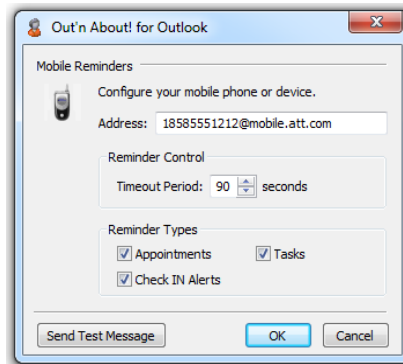 Out'n About! for Outlook
Mobile Reminders
Configure your mobile phone or device.
Address: 18585551212@mobile.att.com
Reminder Control
Timeout Period: 90 seconds
Reminder Types
Appointments Tasks
Check IN Alerts
Send Test Message OK Cancel